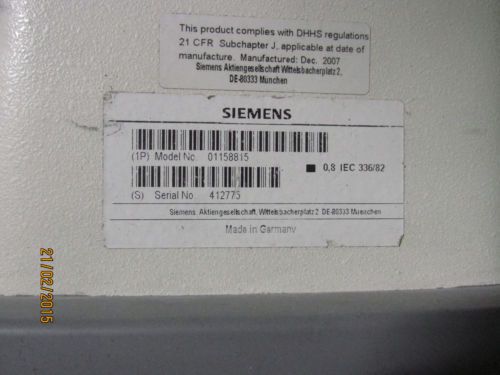 This product complies with DHHS regulations
21 CFR Subchapter J, applicable at date of
manufacture. Manufactured: Dec. 2007
Siemens Aktiengesellschaft Wittelsbacherplatz 2,
DE-80333 Munchen
SIEMENS
(1P) Model No. 01158815
0,8 IEC 336/82
(S) Serial No. 412775
Siemens Aktiengesellschaft, Wittelsbacherplatz 2 DE-80333 Muenchen
Made in Germany
21/02/2015